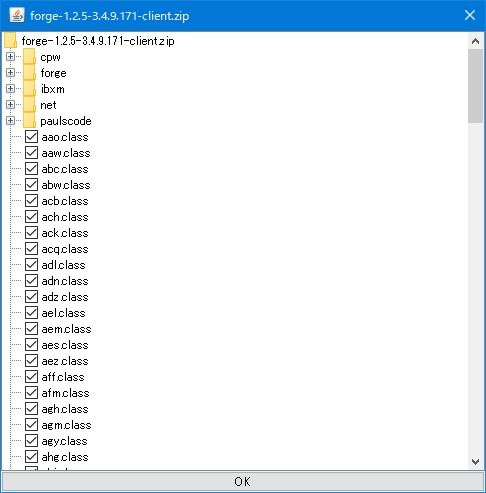 forge-1.2.5-3.4.9.171-client.zip
forge-1.2.5-3.4.9.171-client.zip
cpw
forge
ibxm
net
paulscode
aao.class
aaw.class
abc.class
abw.class
acb.class
ach.class
ack.class
acq.class
adl.class
adn.class
adz.class
ael.class
aem.class
aes.class
aez.class
aff.class
afm.class
agh.class
agm.class
agy.class
ahg.class
OK